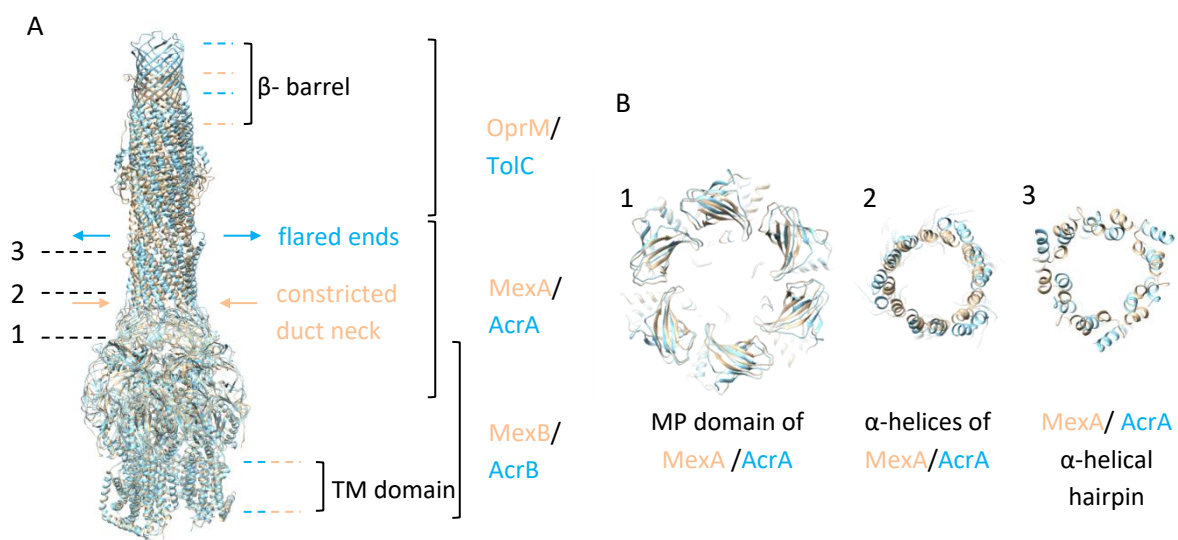 A
β- barrel
OprM/
TolC
flared ends
3
2
1
constricted
duct neck
MexA/
AcrA
MexB/
AcrB
TM domain
B
1
2
3
MP domain of
MexA /AcrA
α-helices of
MexA/AcrA
MexA/ AcrA
α-helical
hairpin